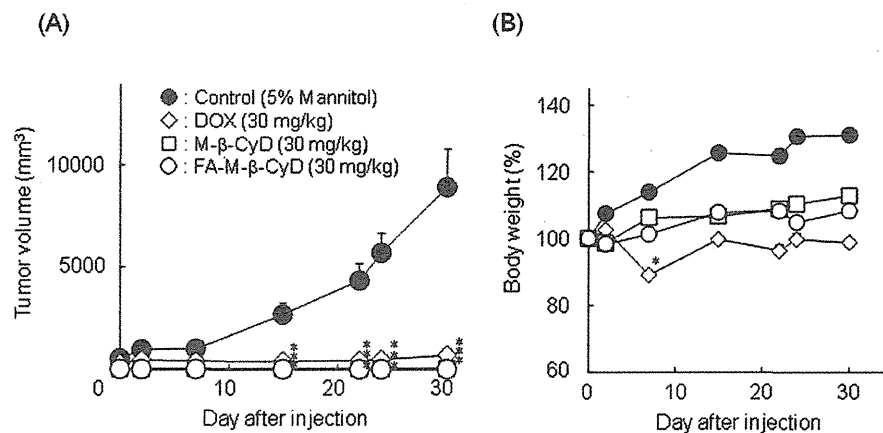 (A)
(B)
: Control (5% Mannitol)
: DOX (30 mg/kg)
: M-β-CyD (30 mg/kg)
: FA-M-β-CyD (30 mg/kg)
Tumor volume (mm³)
10000
5000
0
10
20
30
Day after injection
* * *
* * *
* * *
* * *
Body weight (%)
140
120
100
80
60
*
0
10
20
30
Day after injection